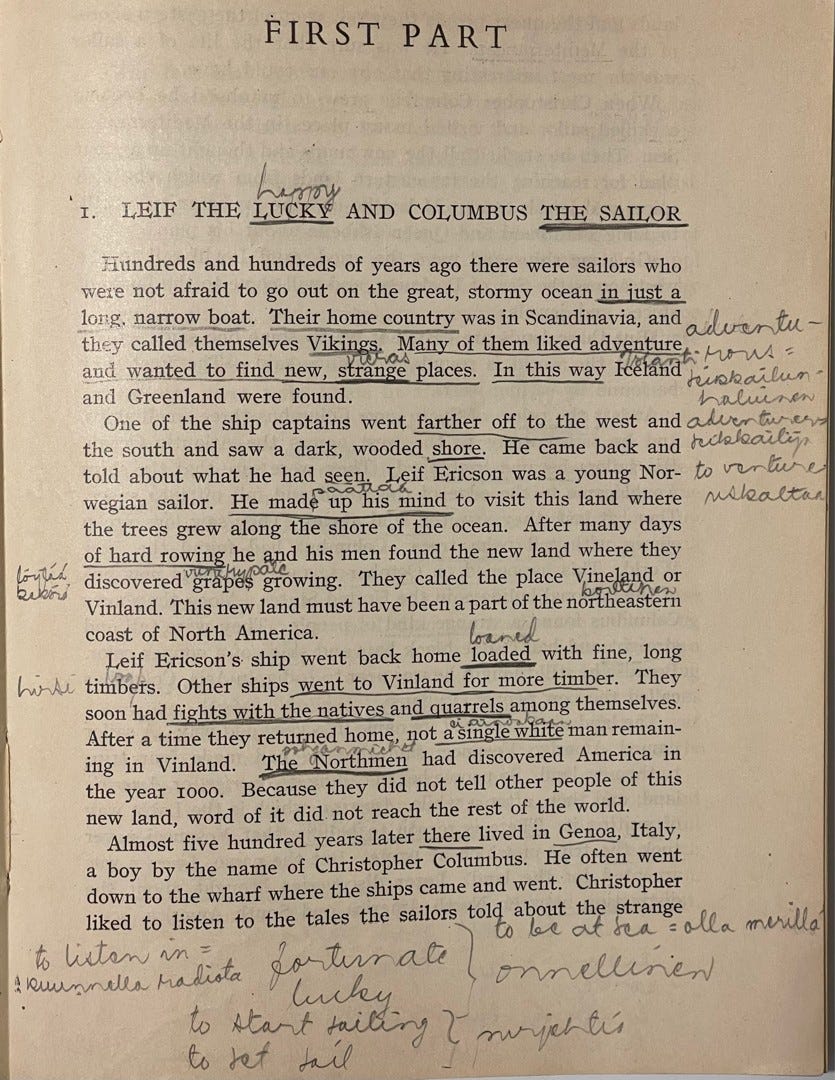 FIRST PART
happy
1. LEIF THE LUCKY AND COLUMBUS THE SAILOR
Hundreds and hundreds of years ago there were sailors who
were not afraid to go out on the great, stormy ocean in just a
long, narrow boat. Their home country was in Scandinavia, and
they called themselves Vikings. Many of them liked adventure
vieras
and wanted to find new, strange places. In this way Iceland
and Greenland were found.
adventu-
rous =
seikkailun-
haluinen
adventurers
seikkailija
to venture
uskaltaa
One of the ship captains went farther off to the west and
the south and saw a dark, wooded shore. He came back and
told about what he had seen. Leif Ericson was a young Nor-
päättää
wegian sailor. He made up his mind to visit this land where
the trees grew along the shore of the ocean. After many days
of hard rowing he and his men found the new land where they
löytää
keksiä
discovered grapes growing. They called the place Vineland or
Vinland. This new land must have been a part of the northeastern
coast of North America.
loaned
Leif Ericson's ship went back home loaded with fine, long
hirsi
timbers. Other ships went to Vinland for more timber. They
soon had fights with the natives and quarrels among themselves.
After a time they returned home, not a single white man remain-
ing in Vinland. The Northmen had discovered America in
the year 1000. Because they did not tell other people of this
new land, word of it did not reach the rest of the world.
Almost five hundred years later there lived in Genoa, Italy,
a boy by the name of Christopher Columbus. He often went
down to the wharf where the ships came and went. Christopher
liked to listen to the tales the sailors told about the strange
to be at sea = olla merillä
to listen in =
kuunnella radiota
fortunate
lucky
onnellinen
to start sailing
to set sail